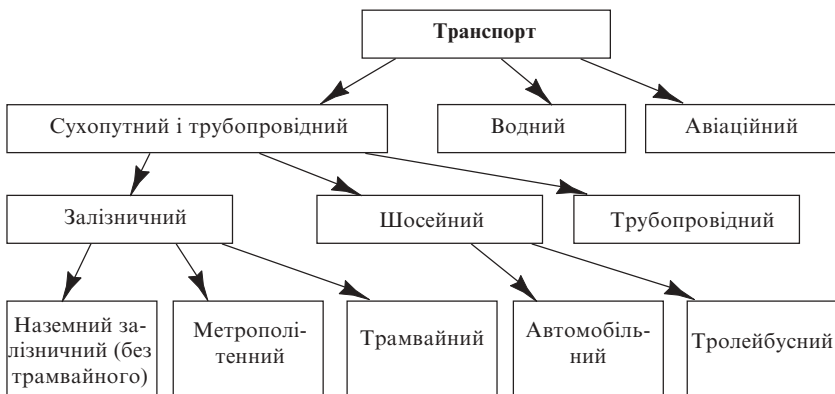 Транспорт
Сухопутний і трубопровідний
Водний
Авіаційний
Залізничний
Шосейний
Трубопровідний
Наземний за-
лізничний (без
трамвайного)
Метрополі-
тенний
Трамвайний
Автомобіль-
ний
Тролейбусний